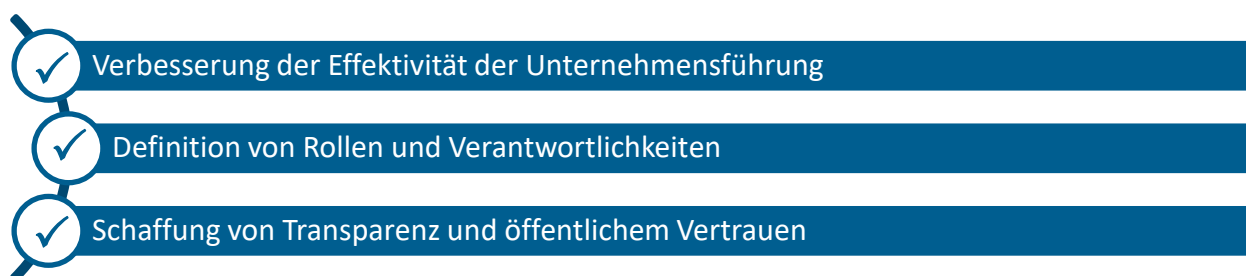 Verbesserung der Effektivität der Unternehmensführung
Definition von Rollen und Verantwortlichkeiten
Schaffung von Transparenz und öffentlichem Vertrauen